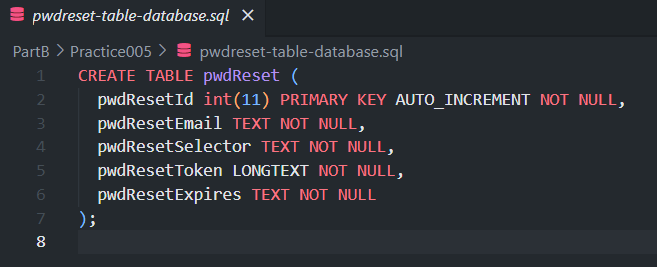 pwdreset-table-database.sql ×
PartB > Practice005 > pwdreset-table-database.sql
1 CREATE TABLE pwdReset (
2 pwdResetId int(11) PRIMARY KEY AUTO_INCREMENT NOT NULL,
3 pwdResetEmail TEXT NOT NULL,
4 pwdResetSelector TEXT NOT NULL,
5 pwdResetToken LONGTEXT NOT NULL,
6 pwdResetExpires TEXT NOT NULL
7 );
8